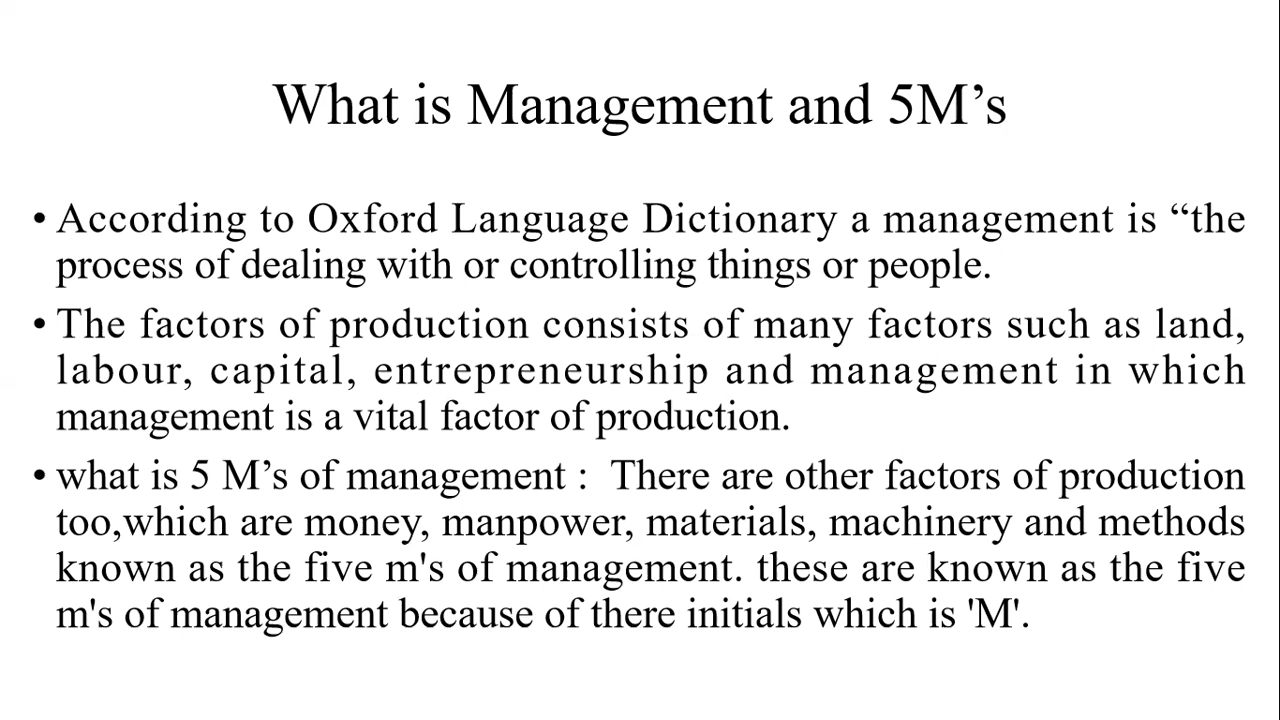 What is Management and 5M’s
• According to Oxford Language Dictionary a management is “the
process of dealing with or controlling things or people.
• The factors of production consists of many factors such as land,
labour, capital, entrepreneurship and management in which
management is a vital factor of production.
• what is 5 M’s of management :  There are other factors of production
too,which are money, manpower, materials, machinery and methods
known as the five m's of management. these are known as the five
m's of management because of there initials which is 'M'.